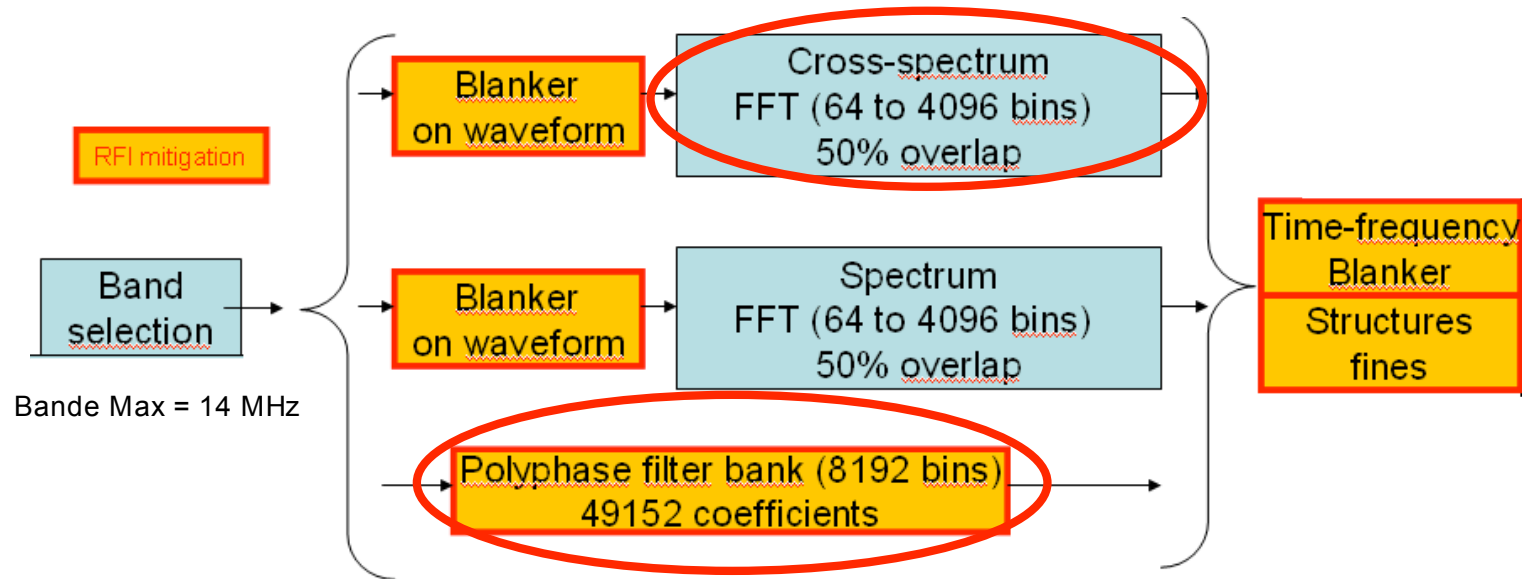 Blanker
on waveform
Cross-spectrum
FFT (64 to 4096 bins)
50% overlap
RFI mitigation
Band
selection
Bande Max = 14 MHz
Blanker
on waveform
Spectrum
FFT (64 to 4096 bins)
50% overlap
Polyphase filter bank (8192 bins)
49152 coefficients
Time-frequency
Blanker
Structures
fines